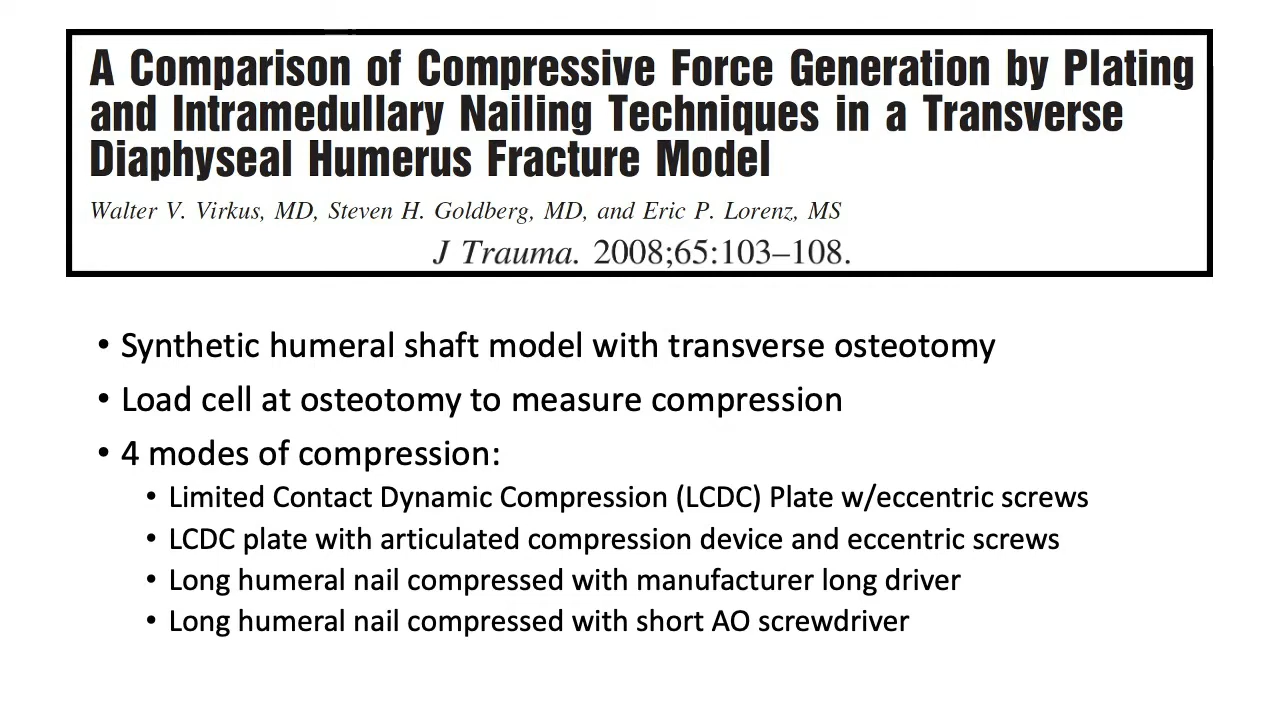 A Comparison of Compressive Force Generation by Plating
and Intramedullary Nailing Techniques in a Transverse
Diaphyseal Humerus Fracture Model
Walter V. Virkus, MD, Steven H. Goldberg, MD, and Eric P. Lorenz, MS
J Trauma. 2008;65:103–108.
• Synthetic humeral shaft model with transverse osteotomy
• Load cell at osteotomy to measure compression
• 4 modes of compression:
• Limited Contact Dynamic Compression (LCDC) Plate w/eccentric screws
• LCDC plate with articulated compression device and eccentric screws
• Long humeral nail compressed with manufacturer long driver
• Long humeral nail compressed with short AO screwdriver